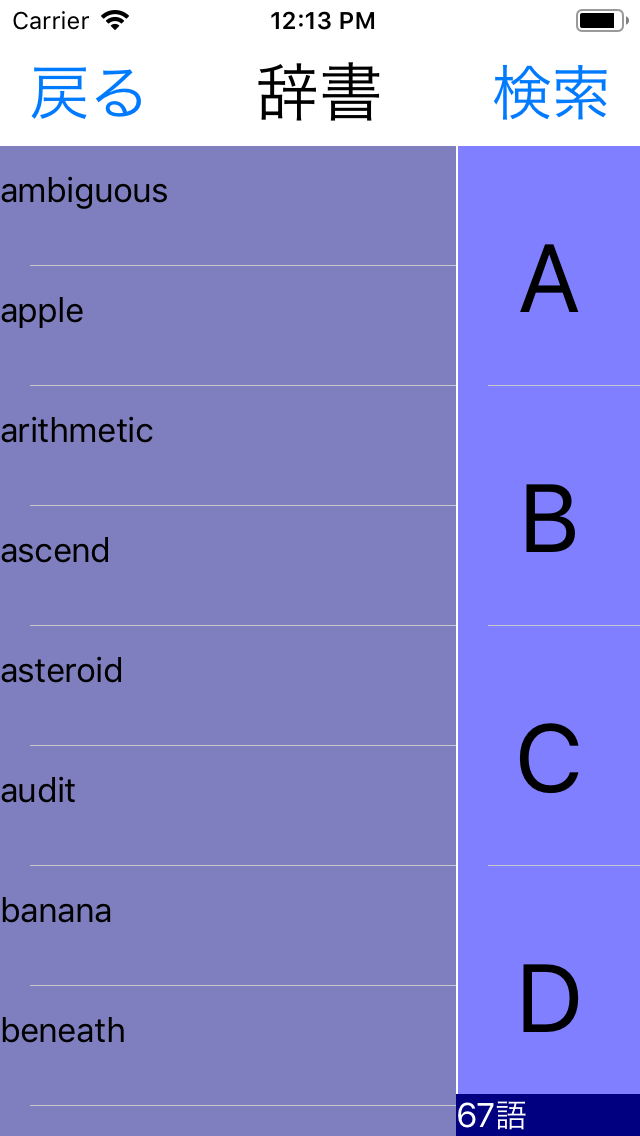 Carrier 12:13 PM
戻る 辞書 検索
ambiguous
apple
arithmetic
ascend
asteroid
audit
banana
beneath
A
B
C
D
67語